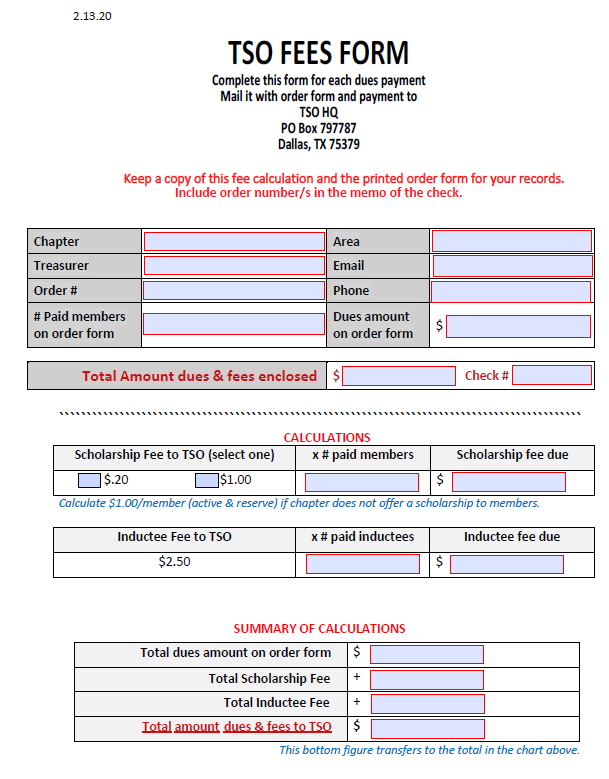 2.13.20
TSO FEES FORM
Complete this form for each dues payment
Mail it with order form and payment to
TSO HQ
PO Box 797787
Dallas, TX 75379
Keep a copy of this fee calculation and the printed order form for your records.
Include order number/s in the memo of the check.
Chapter Area
Treasurer Email
Order # Phone
# Paid members Dues amount
on order form on order form $
Total Amount dues & fees enclosed $ Check #
CALCULATIONS
Scholarship Fee to TSO (select one) x # paid members Scholarship fee due
$.20 $1.00 $
Calculate $1.00/member (active & reserve) if chapter does not offer a scholarship to members.
Inductee Fee to TSO x # paid inductees Inductee fee due
$2.50 $
SUMMARY OF CALCULATIONS
Total dues amount on order form $
Total Scholarship Fee +
Total Inductee Fee +
Total amount dues & fees to TSO $
This bottom figure transfers to the total in the chart above.